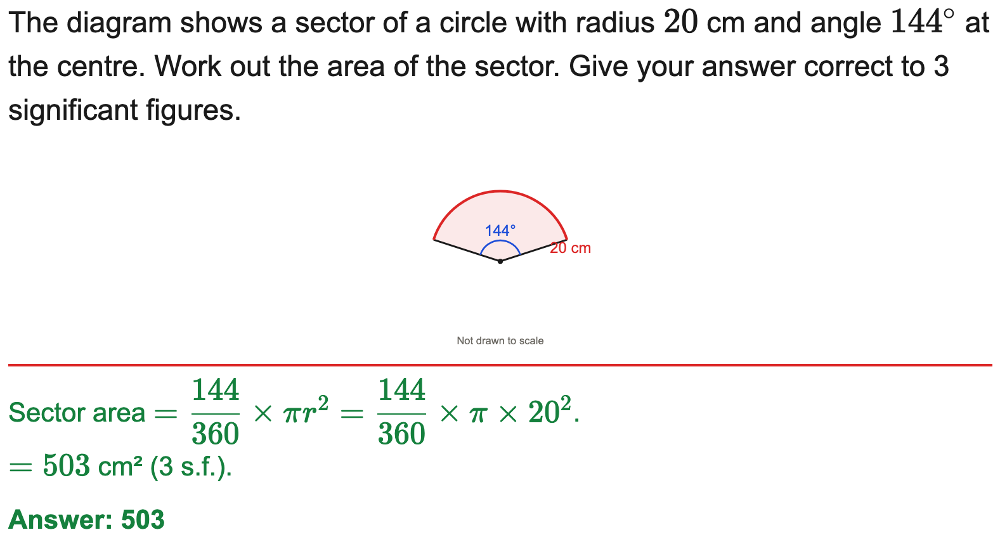 The diagram shows a sector of a circle with radius 20 cm and angle 144° at
the centre. Work out the area of the sector. Give your answer correct to 3
significant figures.
144°
20 cm
Not drawn to scale
Sector area = 144/360 × πr² = 144/360 × π × 20².
= 503 cm² (3 s.f.).
Answer: 503